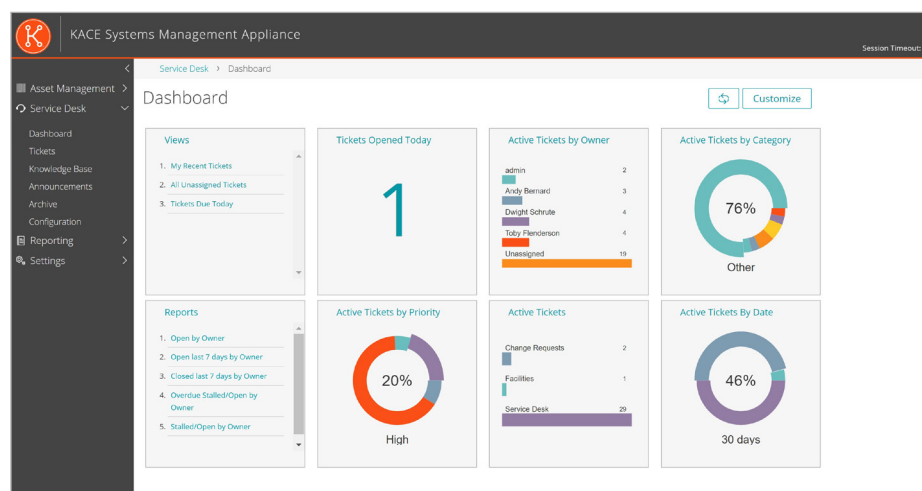 K
KACE Systems Management Appliance
Session Timeout:
Asset Management
Service Desk
Dashboard
Tickets
Knowledge Base
Announcements
Archive
Configuration
Reporting
Settings
Service Desk > Dashboard
Dashboard
Customize
Views
1. My Recent Tickets
2. All Unassigned Tickets
3. Tickets Due Today
Tickets Opened Today
1
Active Tickets by Owner
admin 2
Andy Bernard 3
Dwight Schrute 4
Toby Flenderson 4
Unassigned 19
Active Tickets by Category
76%
Other
Reports
1. Open by Owner
2. Open last 7 days by Owner
3. Closed last 7 days by Owner
4. Overdue Stalled/Open by
Owner
5. Stalled/Open by Owner
Active Tickets by Priority
20%
High
Active Tickets
Change Requests 2
Facilities 1
Service Desk 29
Active Tickets By Date
46%
30 days